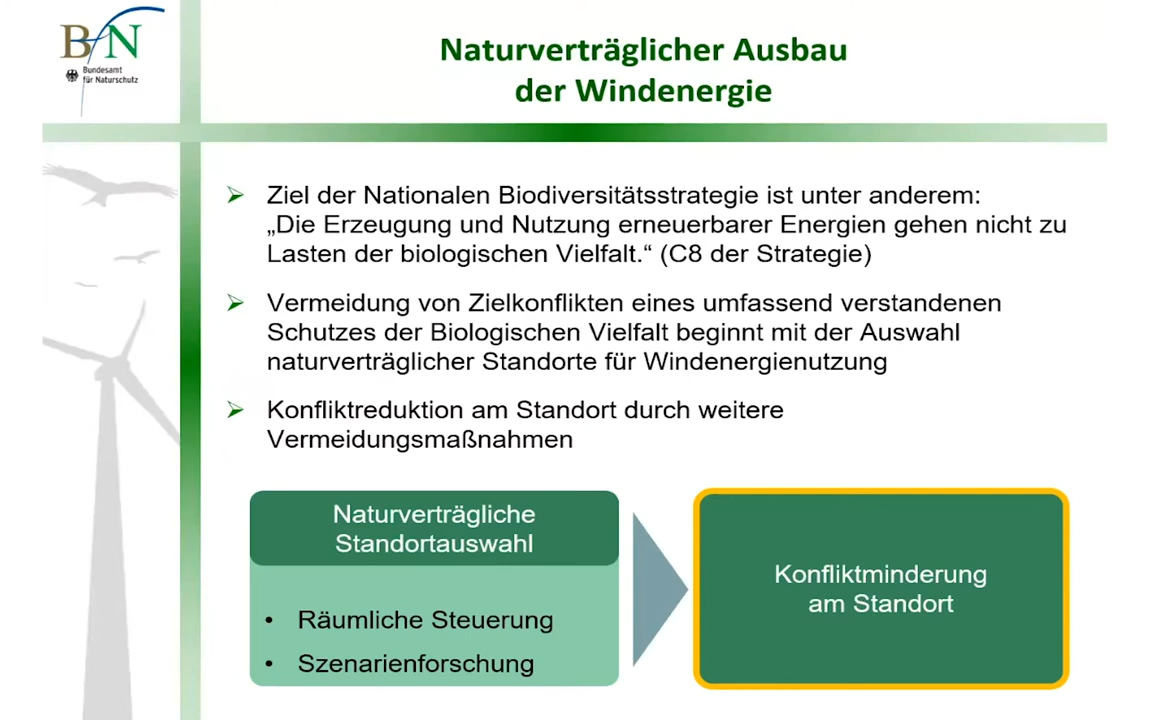 BfN
Bundesamt
für Naturschutz
Naturverträglicher Ausbau
der Windenergie
Ziel der Nationalen Biodiversitätsstrategie ist unter anderem:
„Die Erzeugung und Nutzung erneuerbarer Energien gehen nicht zu
Lasten der biologischen Vielfalt.“ (C8 der Strategie)
Vermeidung von Zielkonflikten eines umfassend verstandenen
Schutzes der Biologischen Vielfalt beginnt mit der Auswahl
naturverträglicher Standorte für Windenergienutzung
Konfliktreduktion am Standort durch weitere
Vermeidungsmaßnahmen
Naturverträgliche
Standortauswahl
• Räumliche Steuerung
• Szenarienforschung
Konfliktminderung
am Standort